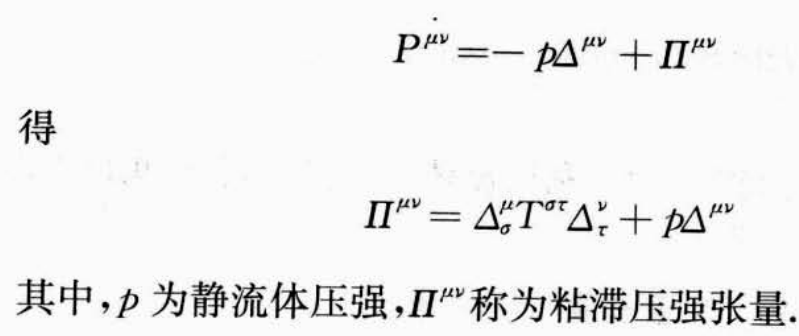 P^{μν} = − pΔ^{μν} + Π^{μν}
得
Π^{μν} = Δ^μ_σ T^{στ} Δ^ν_τ + pΔ^{μν}
其中,p 为静流体压强,Π^{μν} 称为粘滞压强张量.